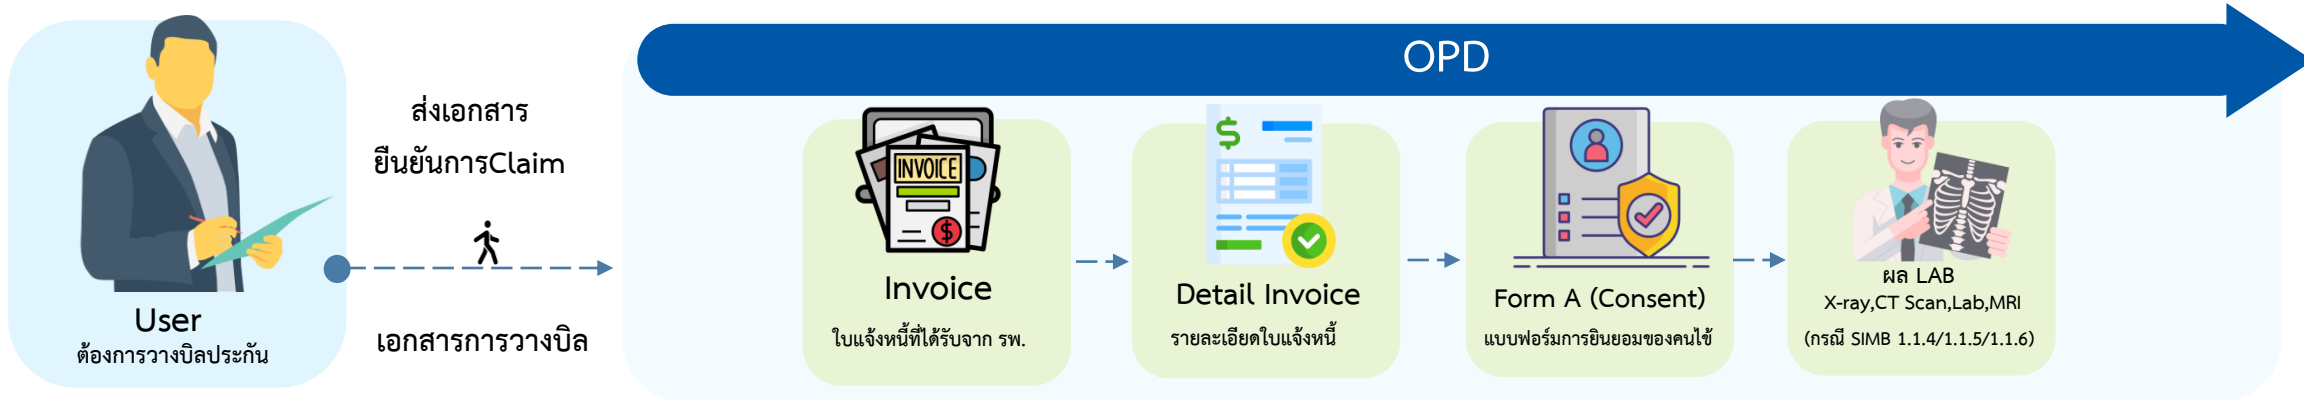 OPD
ส่งเอกสาร
ยืนยันการClaim
เอกสารการวางบิล
User
ต้องการวางบิลประกัน
INVOICE
Invoice
ใบแจ้งหนี้ที่ได้รับจาก รพ.
Detail Invoice
รายละเอียดใบแจ้งหนี้
Form A (Consent)
แบบฟอร์มการยินยอมของคนไข้
ผล LAB
X-ray,CT Scan,Lab,MRI
(กรณี SIMB 1.1.4/1.1.5/1.1.6)